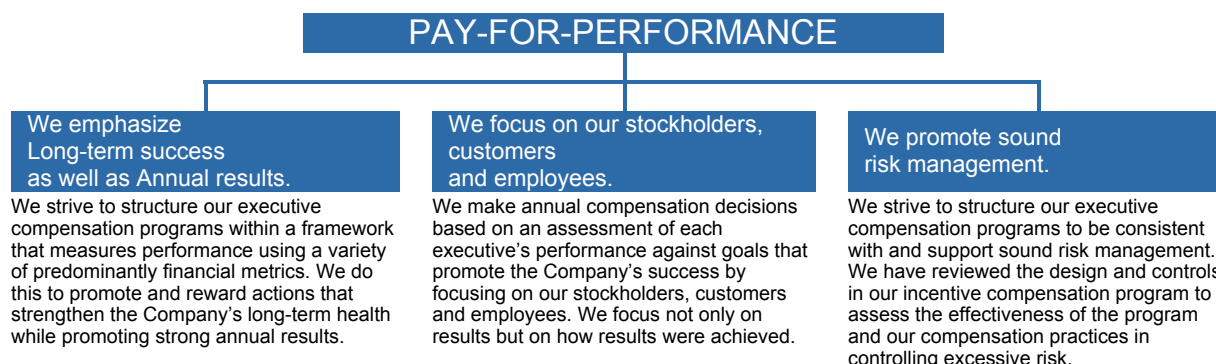 PAY-FOR-PERFORMANCE
We emphasize
Long-term success
as well as Annual results.
We strive to structure our executive
compensation programs within a framework
that measures performance using a variety
of predominantly financial metrics. We do
this to promote and reward actions that
strengthen the Company’s long-term health
while promoting strong annual results.
We focus on our stockholders,
customers
and employees.
We make annual compensation decisions
based on an assessment of each
executive’s performance against goals that
promote the Company’s success by
focusing on our stockholders, customers
and employees. We focus not only on
results but on how results were achieved.
We promote sound
risk management.
We strive to structure our executive
compensation programs to be consistent
with and support sound risk management.
We have reviewed the design and controls
in our incentive compensation program to
assess the effectiveness of the program
and our compensation practices in
controlling excessive risk.